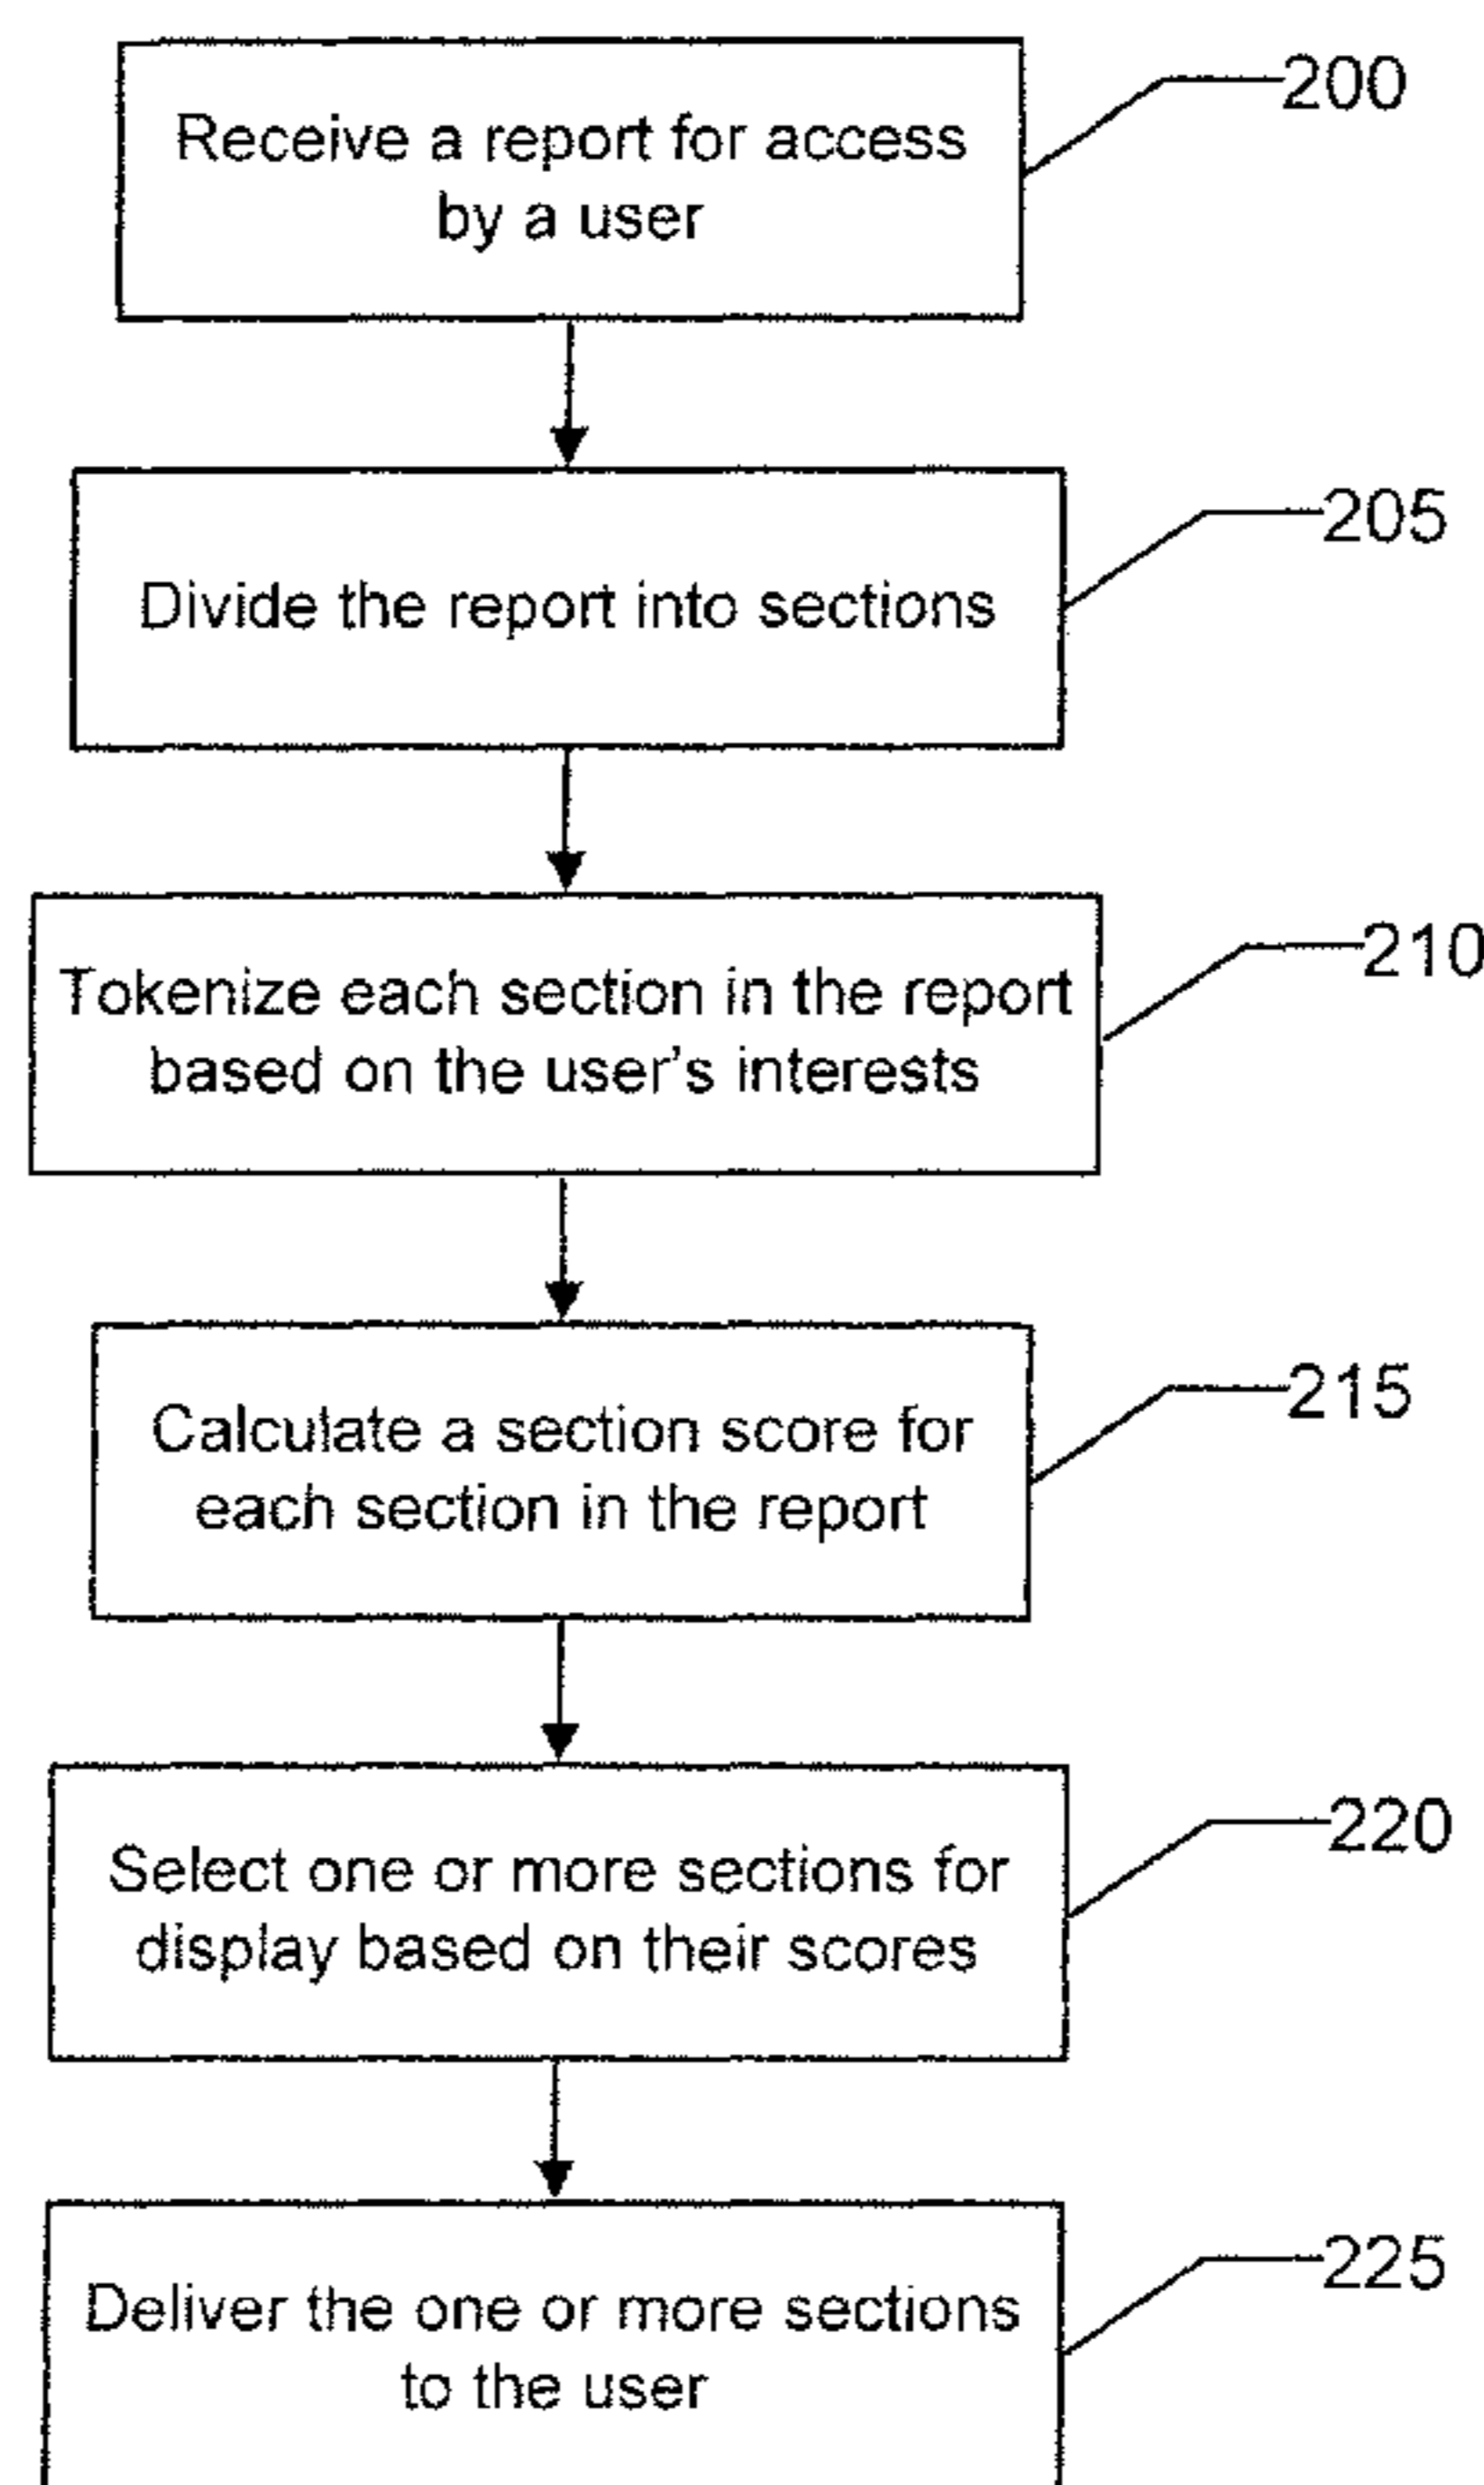 Receive a report for access
by a user
200
Divide the report into sections
205
Tokenize each section in the report
based on the user's interests
210
Calculate a section score for
each section in the report
215
Select one or more sections for
display based on their scores
220
Deliver the one or more sections
to the user
225